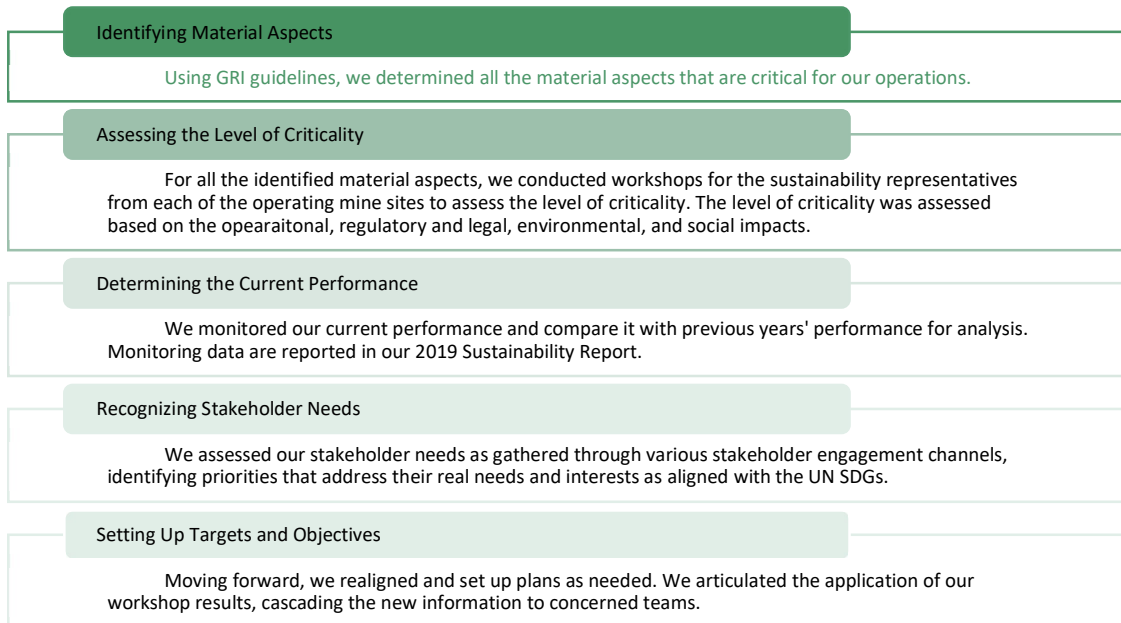 Identifying Material Aspects
Using GRI guidelines, we determined all the material aspects that are critical for our operations.
Assessing the Level of Criticality
For all the identified material aspects, we conducted workshops for the sustainability representatives
from each of the operating mine sites to assess the level of criticality. The level of criticality was assessed
based on the opearaitonal, regulatory and legal, environmental, and social impacts.
Determining the Current Performance
We monitored our current performance and compare it with previous years' performance for analysis.
Monitoring data are reported in our 2019 Sustainability Report.
Recognizing Stakeholder Needs
We assessed our stakeholder needs as gathered through various stakeholder engagement channels,
identifying priorities that address their real needs and interests as aligned with the UN SDGs.
Setting Up Targets and Objectives
Moving forward, we realigned and set up plans as needed. We articulated the application of our
workshop results, cascading the new information to concerned teams.